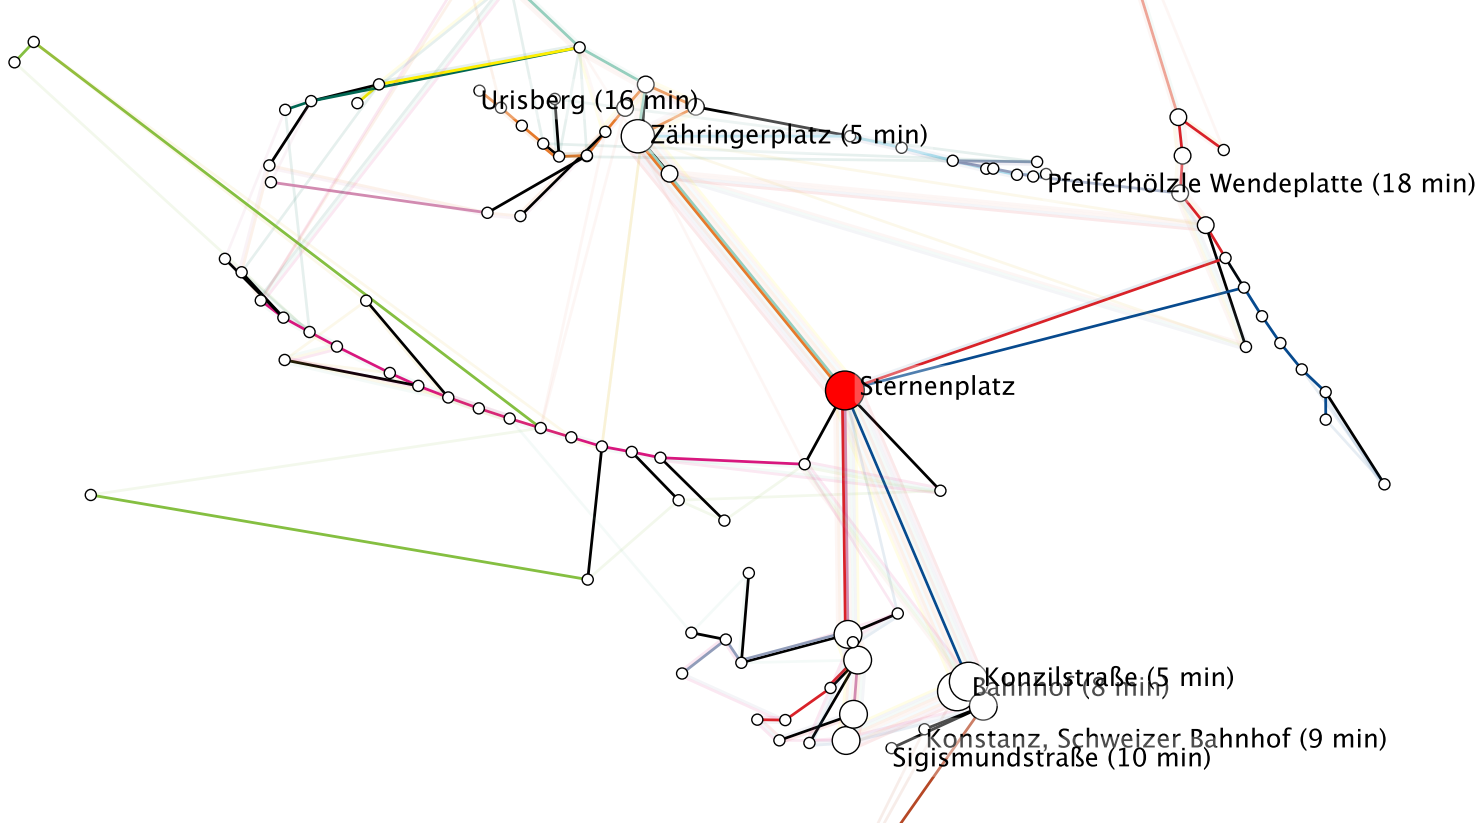 Urisberg (16 min)
Zähringerplatz (5 min)
Pfeiferhölzle Wendeplatte (18 min)
Sternenplatz
Konzilstraße (5 min)
Bahnhof (8 min)
Konstanz, Schweizer Bahnhof (9 min)
Sigismundstraße (10 min)